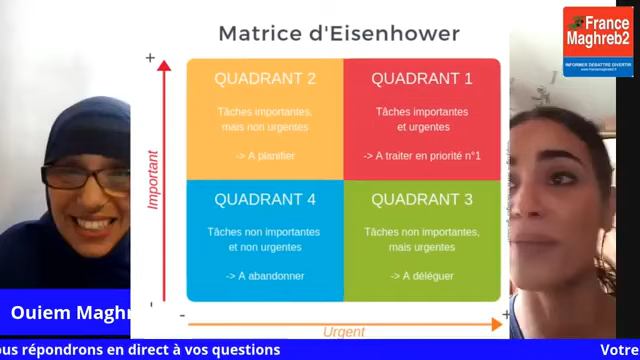 Matrice d'Eisenhower
France
Maghreb2
INFORMER DEBATTRE DIVERTIR
+
QUADRANT 2
Tâches importantes,
mais non urgentes
-> A planifier
QUADRANT 1
Tâches importantes
et urgentes
-> A traiter en priorité n°1
Important
QUADRANT 4
Tâches non importantes
et non urgentes
-> A abandonner
QUADRANT 3
Tâches non importantes,
mais urgentes
-> A déléguer
-
-
+
Urgent
Ouiem Maghr
ous répondrons en direct à vos questions
Votre